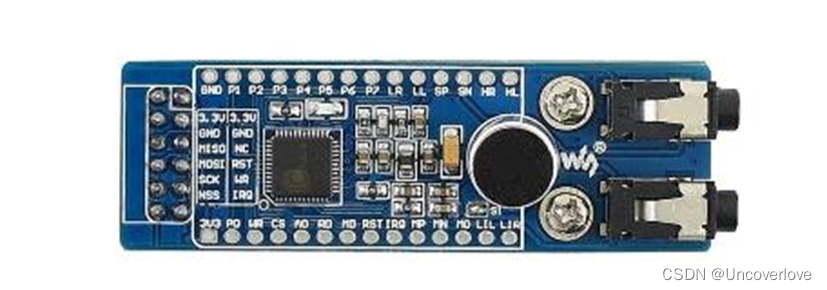 GND P1 P2 P3 P4 P5 P6 P7 LR LL SP SN HR HL
3.3V 3.3V
GND GND
MISO NC
MOSI RST
SCK WR
NSS IRQ
®
3V3 P0 WR CS A0 RD MD RST IRQ MP MN MO LIL LIR
CSDN @Uncoverlove